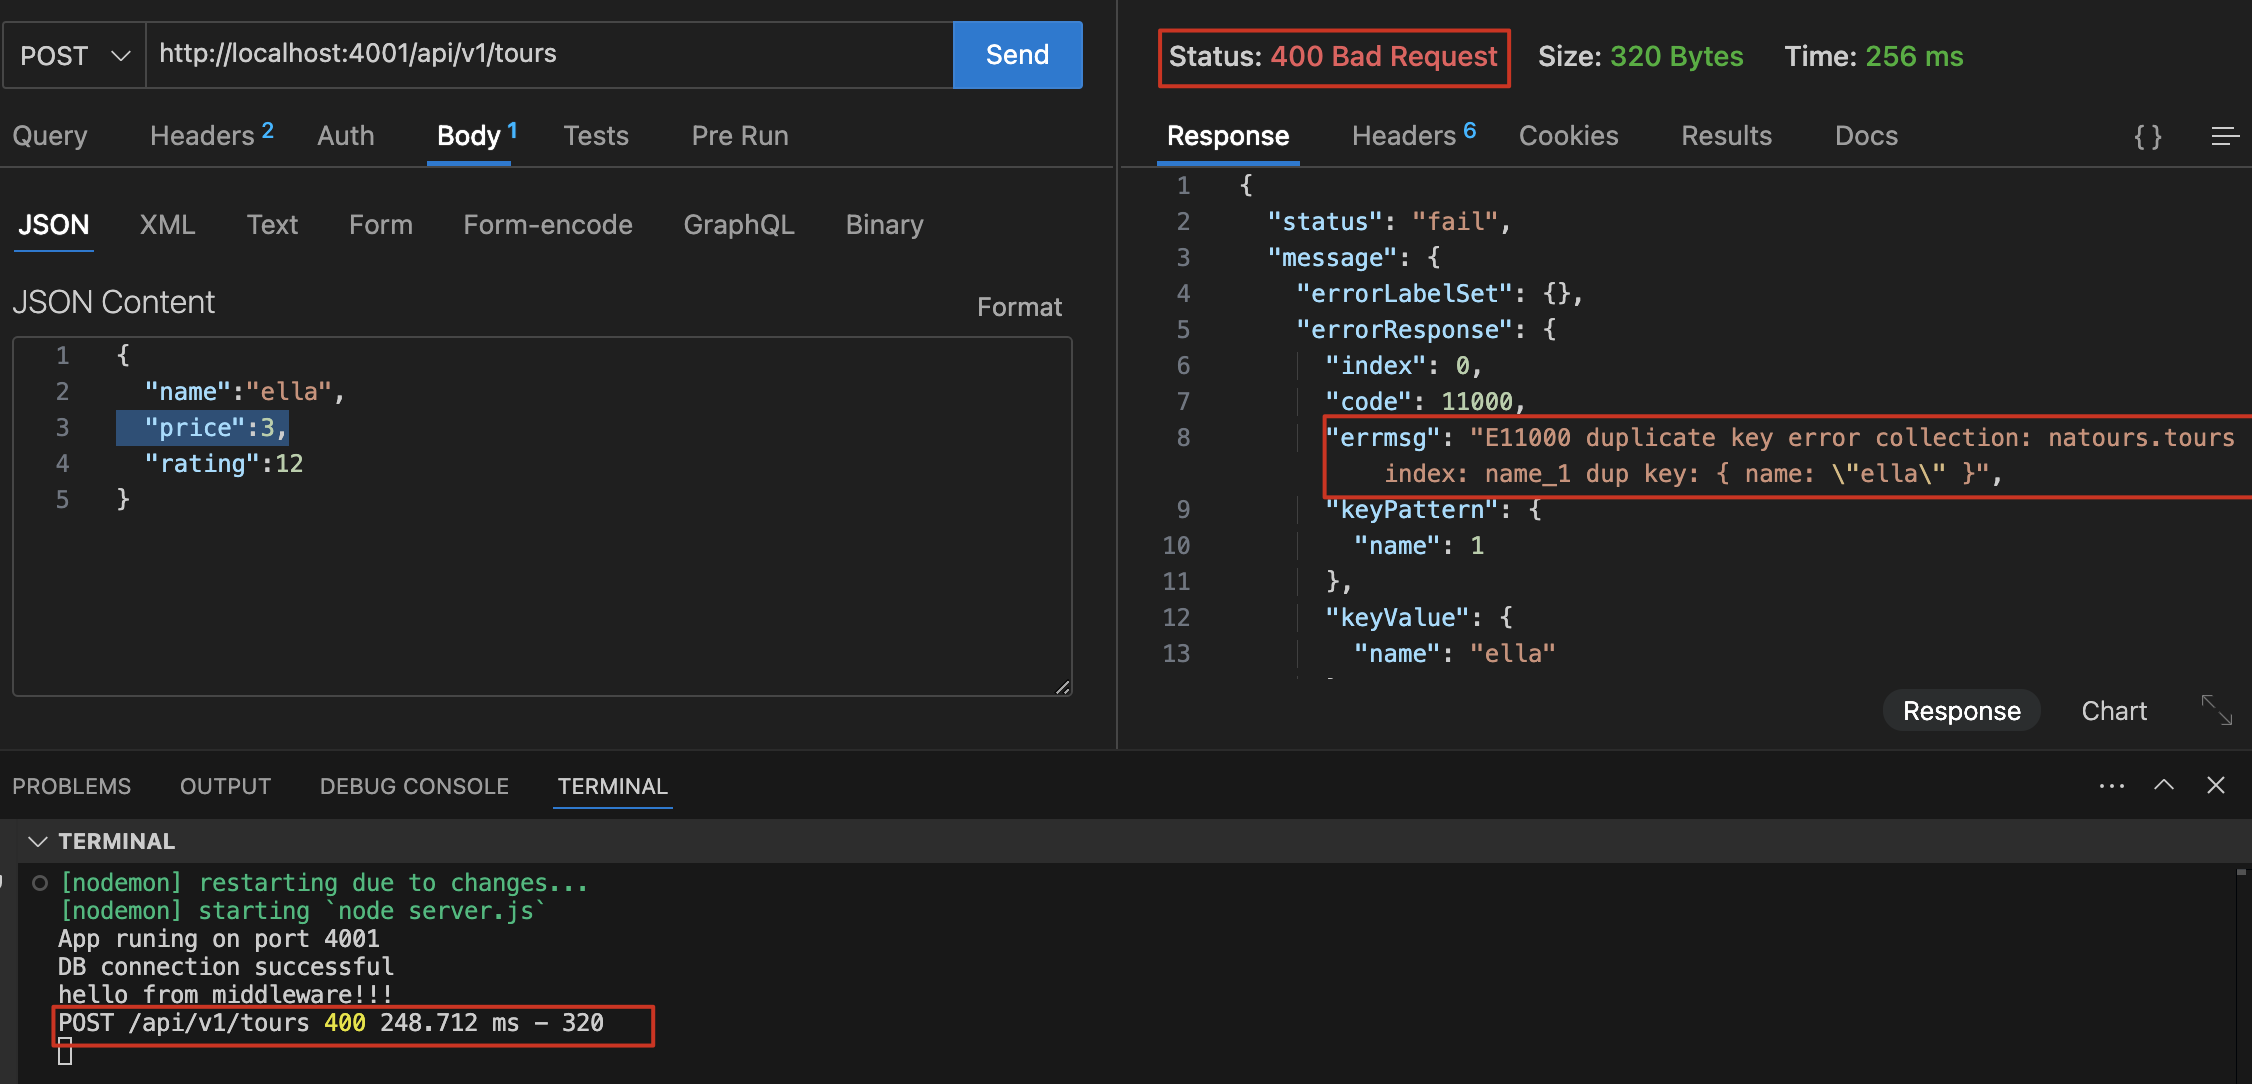 POST
http://localhost:4001/api/v1/tours
Send
Query
Headers 2
Auth
Body 1
Tests
Pre Run
JSON
XML
Text
Form
Form-encode
GraphQL
Binary
JSON Content
Format
1 {
2 "name":"ella",
3 "price":3,
4 "rating":12
5 }
Status: 400 Bad Request
Size: 320 Bytes
Time: 256 ms
Response
Headers 6
Cookies
Results
Docs
{ }
1 {
2 "status": "fail",
3 "message": {
4 "errorLabelSet": {},
5 "errorResponse": {
6 "index": 0,
7 "code": 11000,
8 "errmsg": "E11000 duplicate key error collection: natours.tours
index: name_1 dup key: { name: \"ella\" }",
9 "keyPattern": {
10 "name": 1
11 },
12 "keyValue": {
13 "name": "ella"
Response
Chart
PROBLEMS
OUTPUT
DEBUG CONSOLE
TERMINAL
TERMINAL
[nodemon] restarting due to changes...
[nodemon] starting `node server.js`
App runing on port 4001
DB connection successful
hello from middleware!!!
POST /api/v1/tours 400 248.712 ms - 320